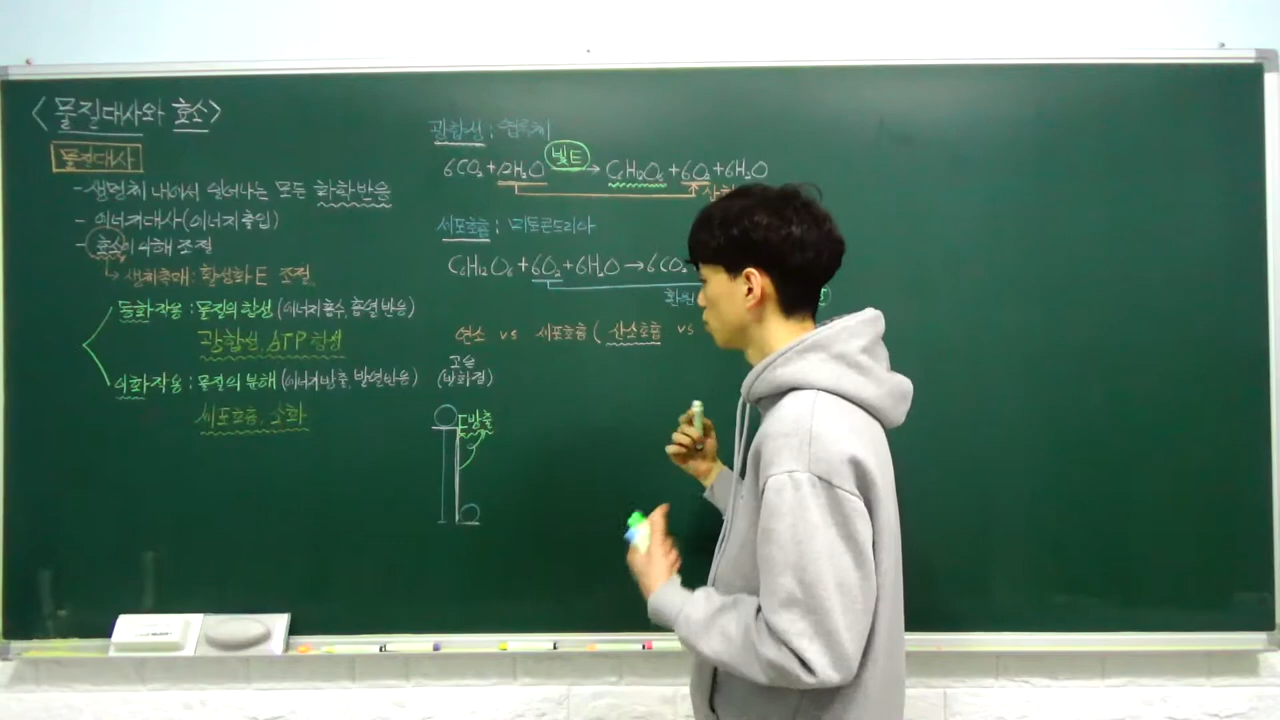 <물질대사와 효소>
물질대사
- 생명체 내에서 일어나는 모든 화학반응
- 에너지대사(에너지출입)
- 효소에 의해 조절
→ 생체촉매: 활성화E 조절
동화작용 : 물질의 합성 (에너지흡수, 흡열반응)
광합성, ATP합성
이화작용 : 물질의 분해 (에너지방출, 발열반응)
세포호흡, 소화
광합성 : 엽록체
6CO₂+12H₂O 빛E → C₆H₁₂O₆+6O₂+6H₂O
세포호흡 : 미토콘드리아
C₆H₁₂O₆+6O₂+6H₂O→6CO₂
환원
연소 vs 세포호흡 ( 산소호흡 vs
고온
E방출